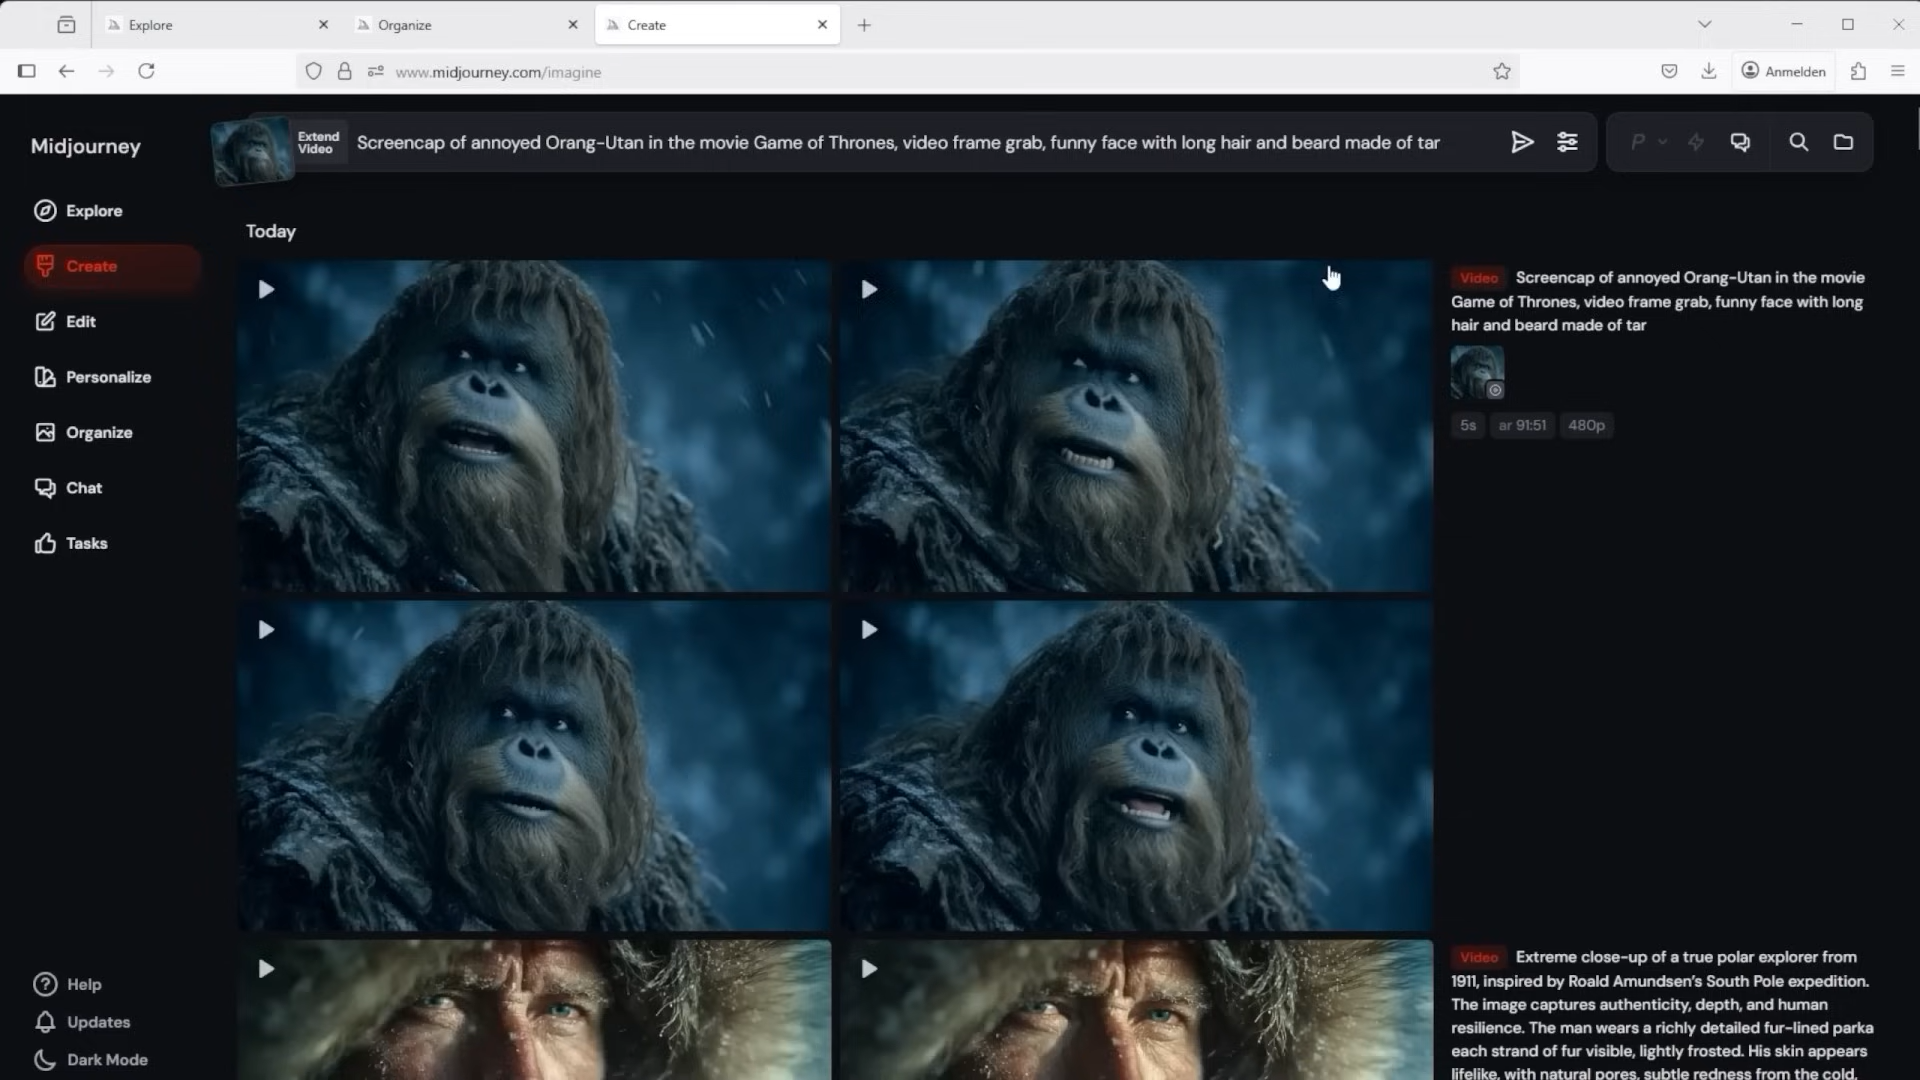 Explore
Organize
Create
www.midjourney.com/imagine
Anmelden
Midjourney
Extend
Video
Screencap of annoyed Orang-Utan in the movie Game of Thrones, video frame grab, funny face with long hair and beard made of tar
P
Explore
Create
Edit
Personalize
Organize
Chat
Tasks
Help
Updates
Dark Mode
Today
Video Screencap of annoyed Orang-Utan in the movie
Game of Thrones, video frame grab, funny face with long
hair and beard made of tar
5s ar 91:51 480p
Video Extreme close-up of a true polar explorer from
1911, inspired by Roald Amundsen's South Pole expedition.
The image captures authenticity, depth, and human
resilience. The man wears a richly detailed fur-lined parka
each strand of fur visible, lightly frosted. His skin appears
lifelike, with natural pores, subtle redness from the cold,